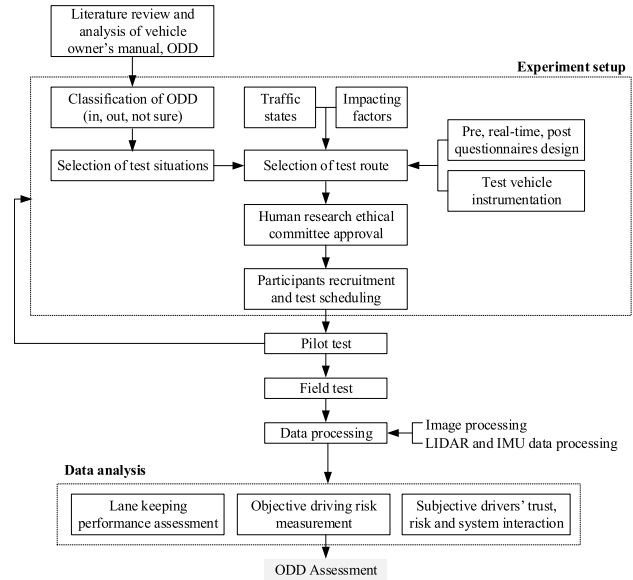 Literature review and
analysis of vehicle
owner's manual, ODD
Experiment setup
Classification of ODD
(in, out, not sure)
Traffic
states
Impacting
factors
Pre, real-time, post
questionnaires design
Selection of test situations
Selection of test route
Test vehicle
instrumentation
Human research ethical
committee approval
Participants recruitment
and test scheduling
Pilot test
Field test
Data processing
Image processing
LIDAR and IMU data processing
Data analysis
Lane keeping
performance assessment
Objective driving risk
measurement
Subjective drivers' trust,
risk and system interaction
ODD Assessment